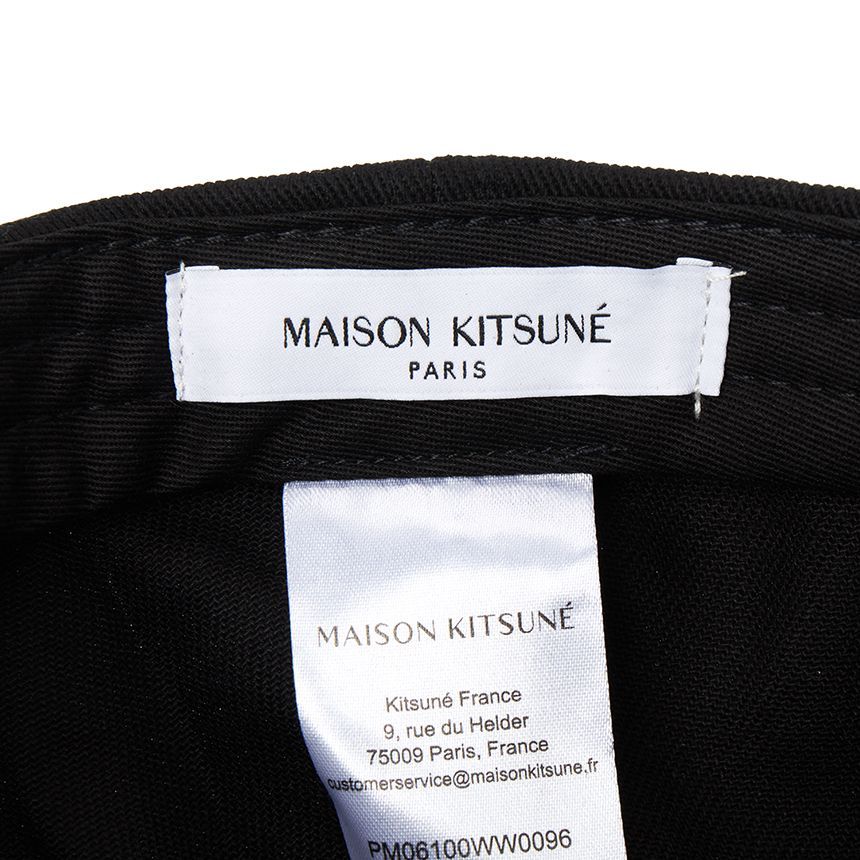 MAISON KITSUNÉ
PARIS
MAISON KITSUNÉ
Kitsuné France
9, rue du Helder
75009 Paris, France
customerservice@maisonkitsune.fr
PM06100WW0096